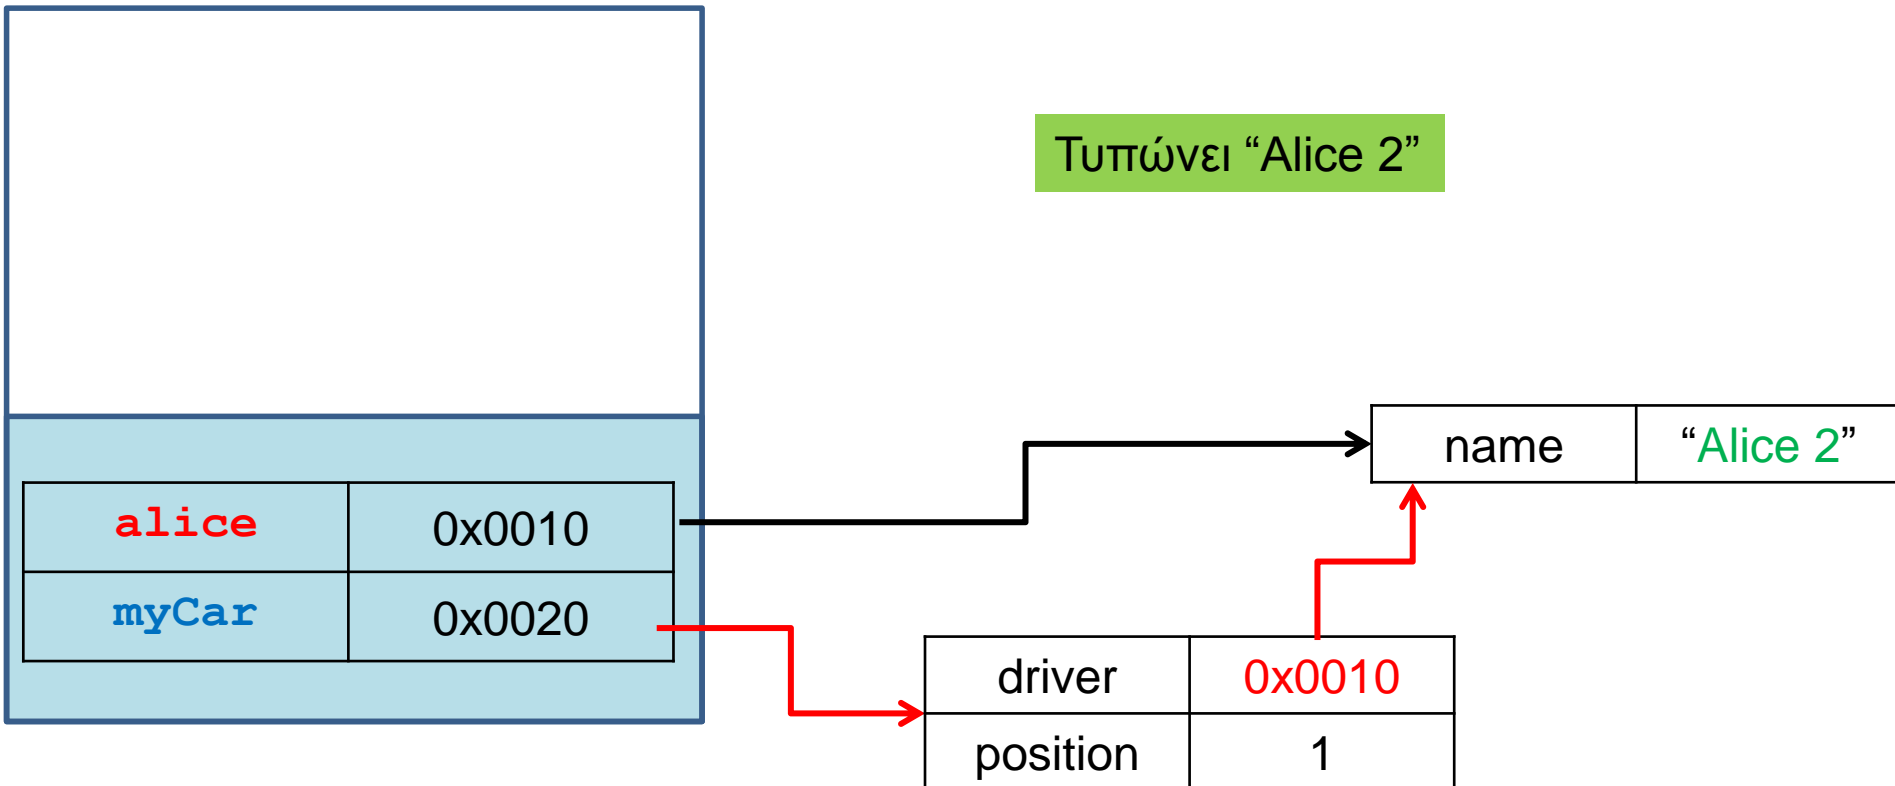 Τυπώνει “Alice 2”
name “Alice 2”
alice 0x0010
myCar 0x0020
driver 0x0010
position 1